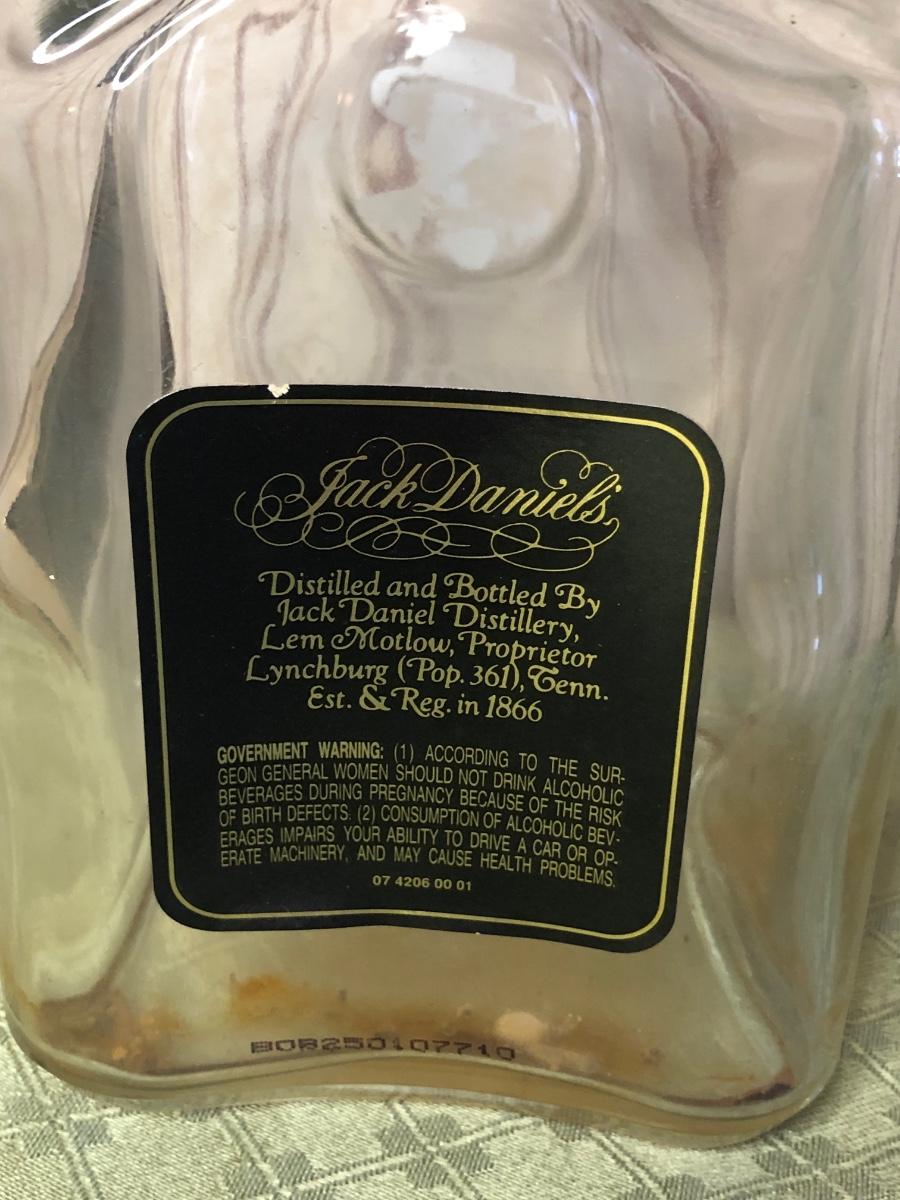 Jack Daniel's
Distilled and Bottled By
Jack Daniel Distillery,
Lem Motlow, Proprietor
Lynchburg (Pop. 361), Tenn.
Est. & Reg. in 1866
GOVERNMENT WARNING: (1) ACCORDING TO THE SUR-
GEON GENERAL WOMEN SHOULD NOT DRINK ALCOHOLIC
BEVERAGES DURING PREGNANCY BECAUSE OF THE RISK
OF BIRTH DEFECTS. (2) CONSUMPTION OF ALCOHOLIC BEV-
ERAGES IMPAIRS YOUR ABILITY TO DRIVE A CAR OR OP-
ERATE MACHINERY, AND MAY CAUSE HEALTH PROBLEMS.
07 4206 00 01